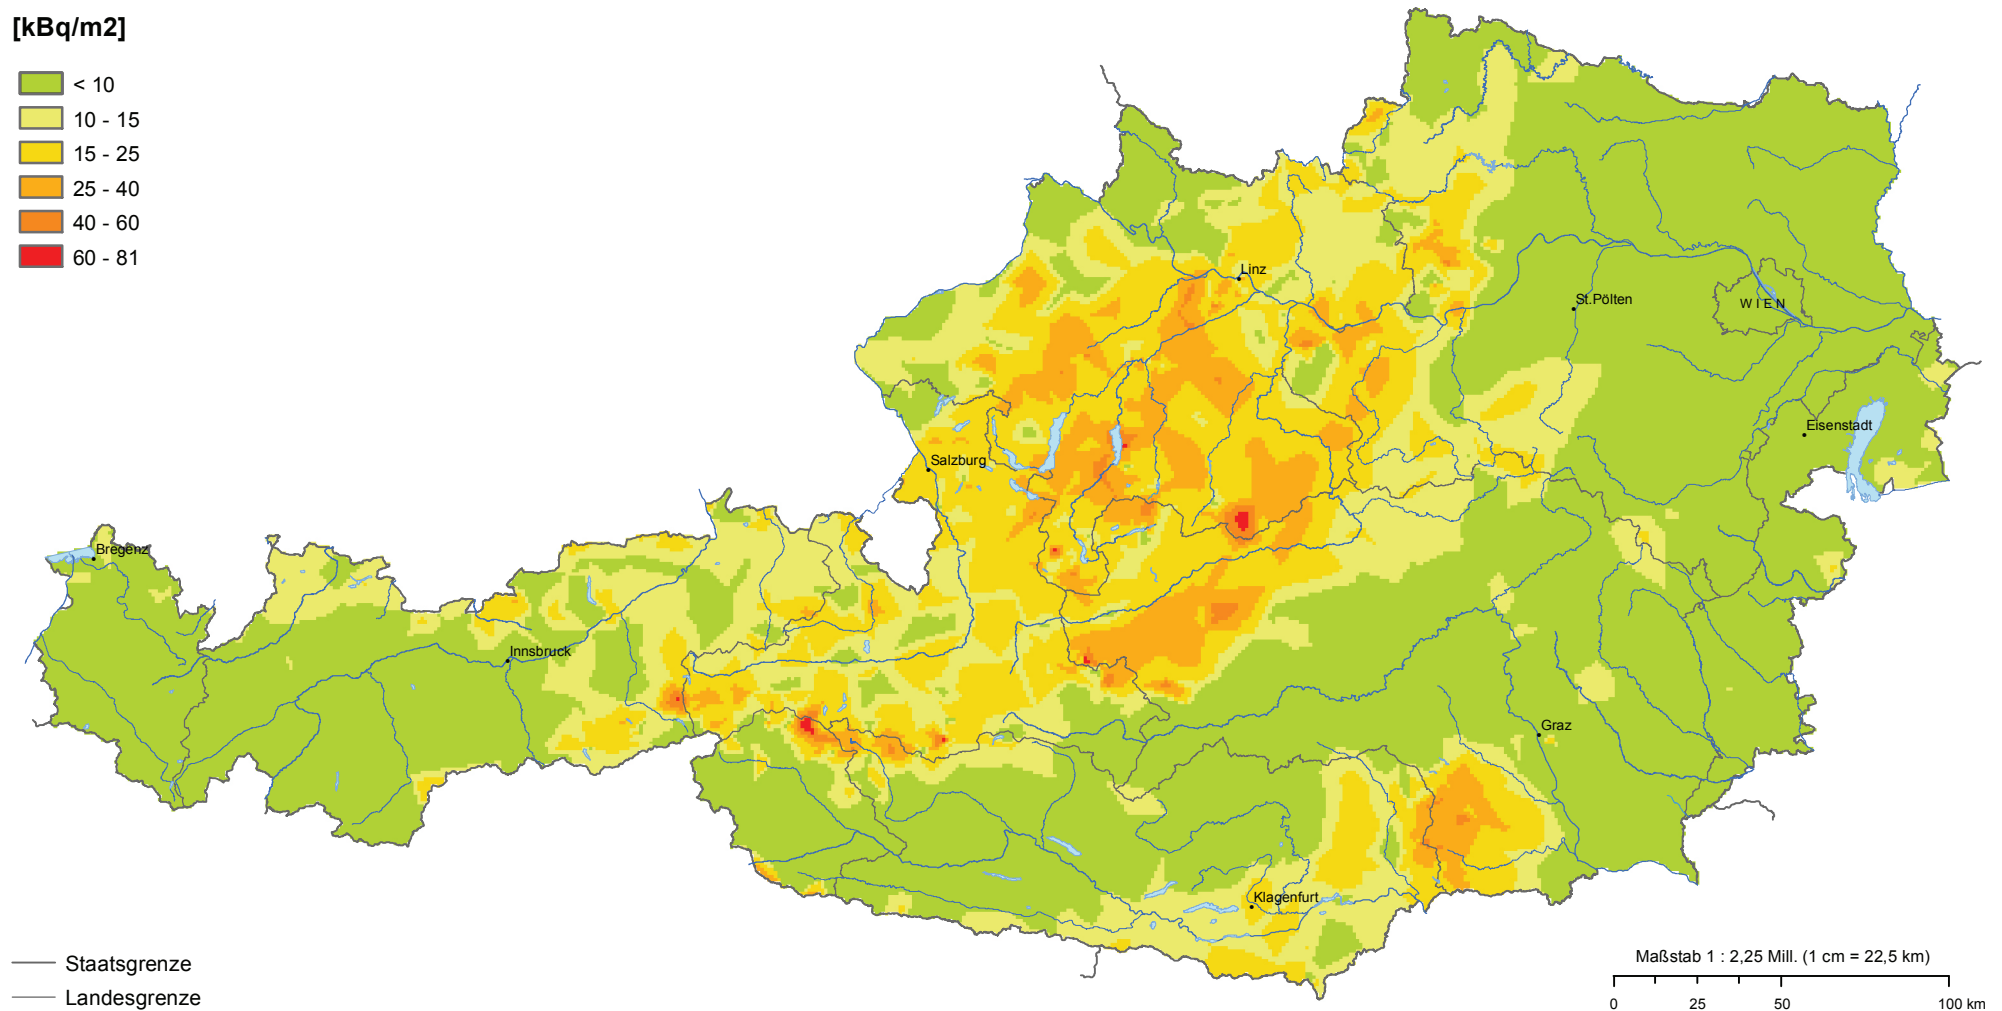 [kBq/m2]
< 10
10 - 15
15 - 25
25 - 40
40 - 60
60 - 81
Linz
St.Pölten
W I E N
Eisenstadt
Salzburg
Bregenz
Innsbruck
Graz
Klagenfurt
Staatsgrenze
Landesgrenze
Maßstab 1 : 2,25 Mill. (1 cm = 22,5 km)
0 25 50 100 km